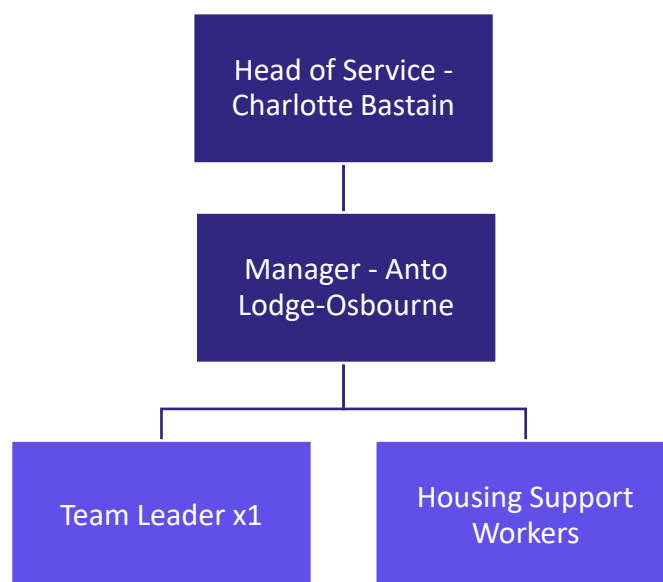 Head of Service -
Charlotte Bastain
Manager - Anto
Lodge-Osbourne
Team Leader x1
Housing Support
Workers